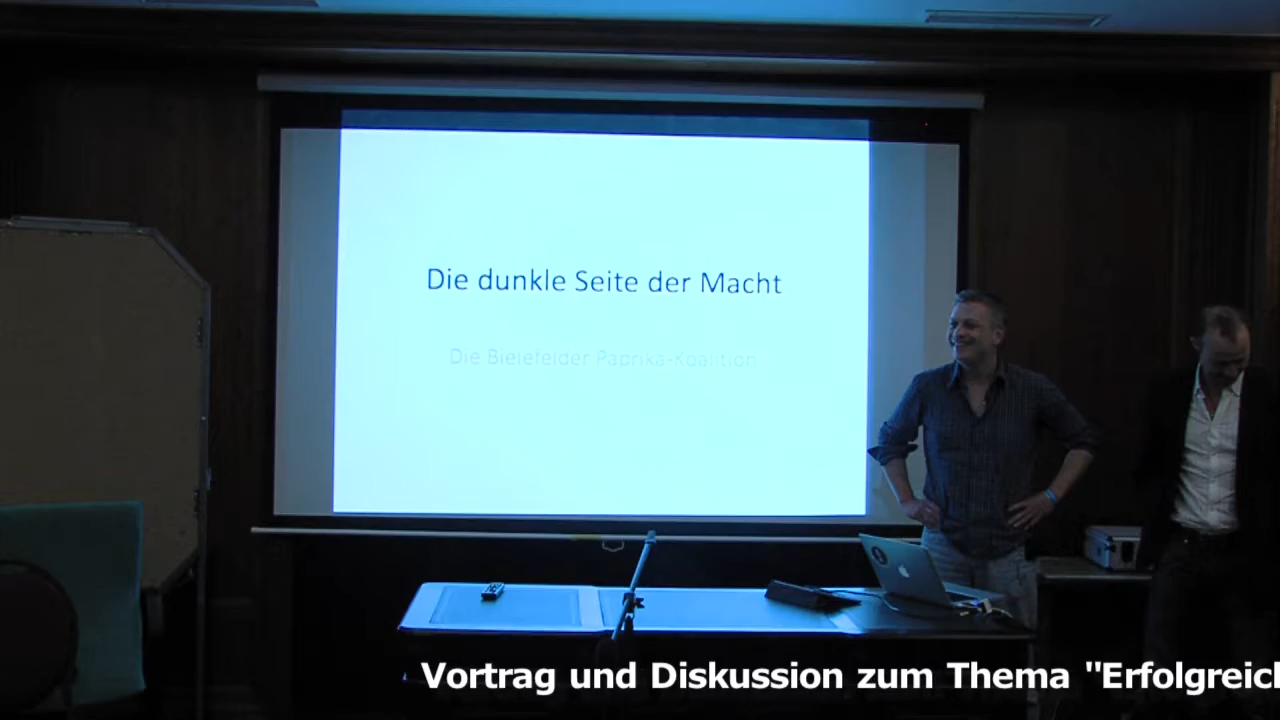 Die dunkle Seite der Macht
Die Bielefelder Paprika-Koalition
Vortrag und Diskussion zum Thema "Erfolgreich